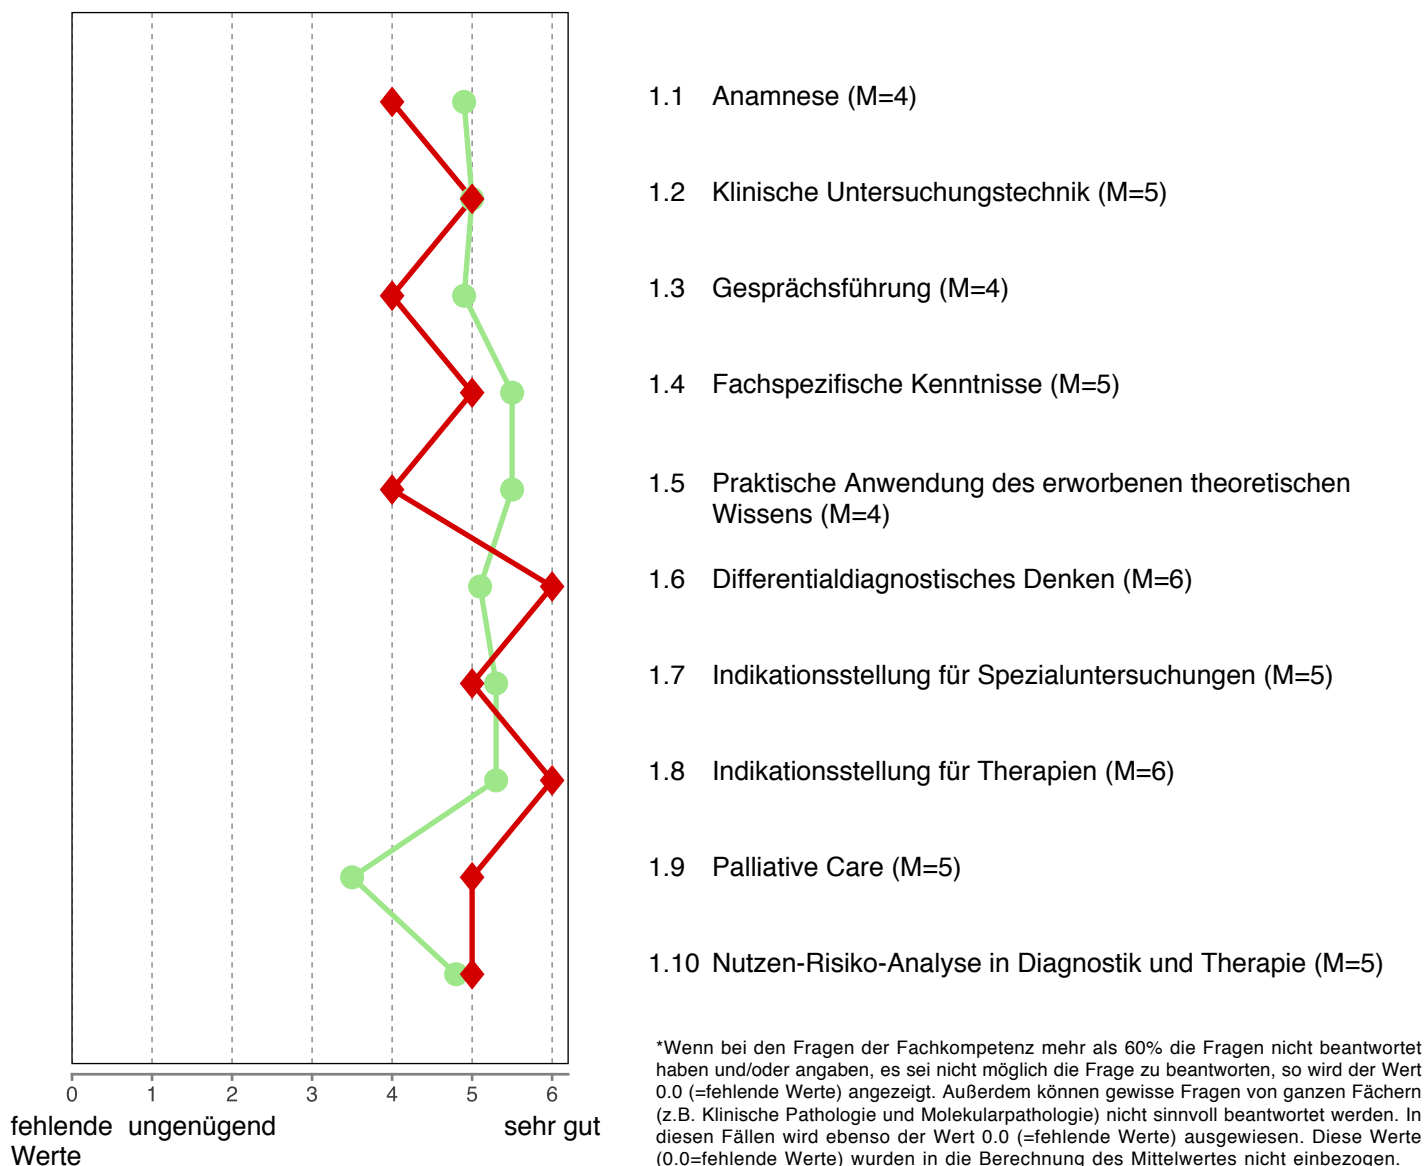 1.1 Anamnese (M=4)
1.2 Klinische Untersuchungstechnik (M=5)
1.3 Gesprächsführung (M=4)
1.4 Fachspezifische Kenntnisse (M=5)
1.5 Praktische Anwendung des erworbenen theoretischen
Wissens (M=4)
1.6 Differentialdiagnostisches Denken (M=6)
1.7 Indikationsstellung für Spezialuntersuchungen (M=5)
1.8 Indikationsstellung für Therapien (M=6)
1.9 Palliative Care (M=5)
1.10 Nutzen-Risiko-Analyse in Diagnostik und Therapie (M=5)
0 1 2 3 4 5 6
fehlende ungenügend sehr gut
Werte
*Wenn bei den Fragen der Fachkompetenz mehr als 60% die Fragen nicht beantwortet
haben und/oder angaben, es sei nicht möglich die Frage zu beantworten, so wird der Wert
0.0 (=fehlende Werte) angezeigt. Außerdem können gewisse Fragen von ganzen Fächern
(z.B. Klinische Pathologie und Molekularpathologie) nicht sinnvoll beantwortet werden. In
diesen Fällen wird ebenso der Wert 0.0 (=fehlende Werte) ausgewiesen. Diese Werte
(0.0=fehlende Werte) wurden in die Berechnung des Mittelwertes nicht einbezogen.